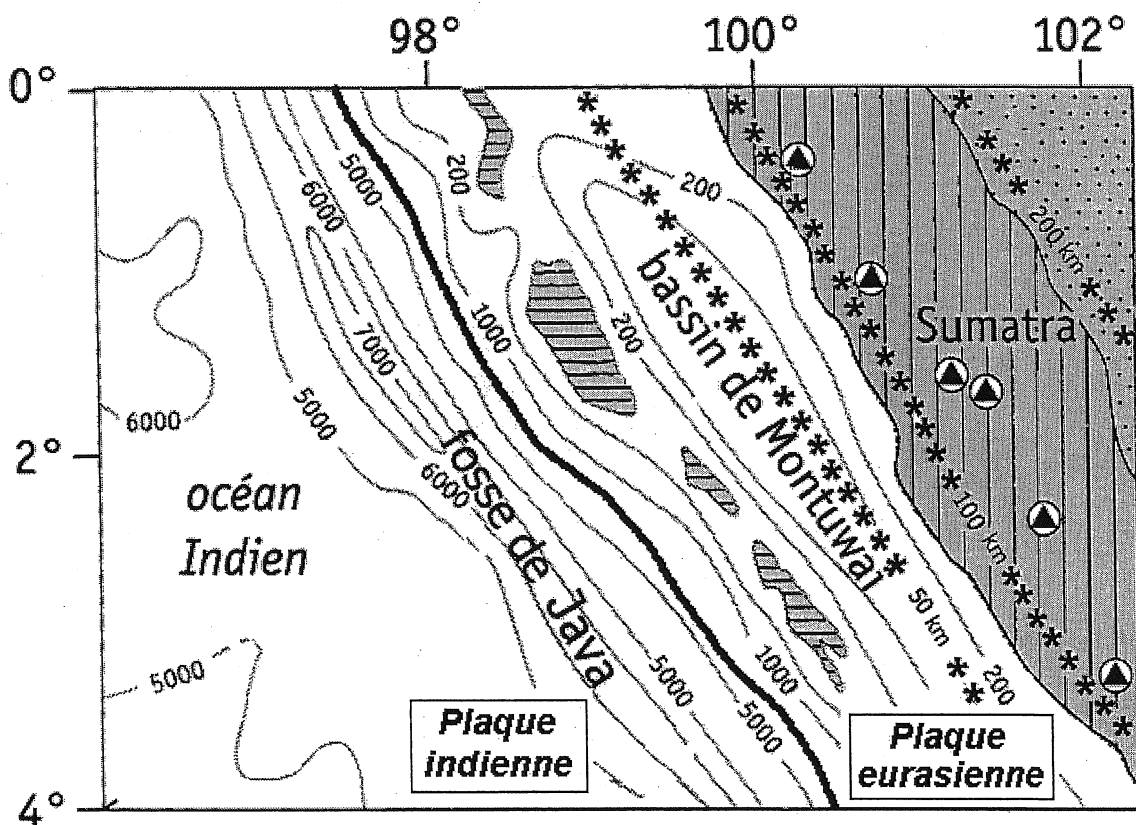 98° 100° 102°
0°
2°
4°
5000
6000
200
200
200 km
7000
1000
200
bassin de Montuwai
Sumatra
6000
5000
6000
fosse de Java
océan
Indien
100 km
50 km
5000
5000
1000
200
5000
Plaque
indienne
Plaque
eurasienne